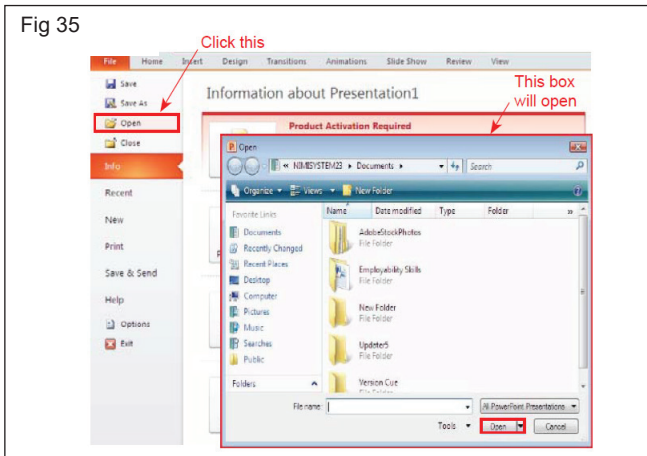 Fig 35
Click this
File Home Insert Design Transitions Animations Slide Show Review View
Save
Save As
Open
Close
Info
Recent
New
Print
Save & Send
Help
Options
Exit
Information about Presentation1
This box
will open
Product Activation Required
Open
« NIMISYSTEM23 ▸ Documents ▸
Search
Organize Views New Folder
Favorite Links
Documents
Recently Changed
Recent Places
Desktop
Computer
Pictures
Music
Searches
Public
Folders
Name Date modified Type Folder »
AdobeStockPhotos
File Folder
Employability Skills
File Folder
New Folder
File Folder
Updater5
File Folder
Version Cue
File Folder
File name: All PowerPoint Presentations
Tools Open Cancel